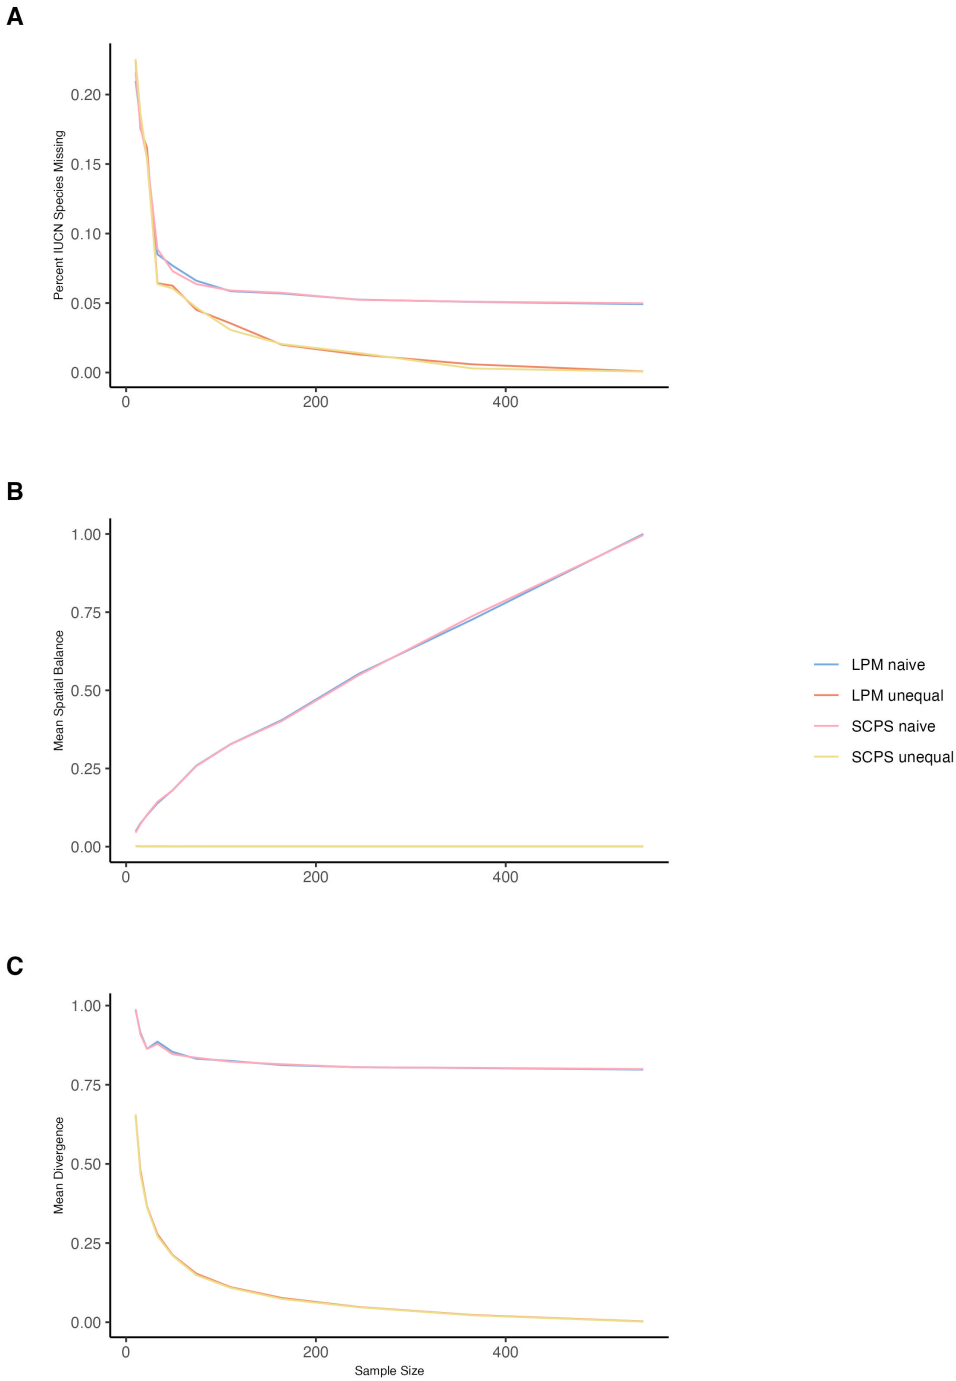 A
Percent IUCN Species Missing
0.20
0.15
0.10
0.05
0.00
0 200 400
B
Mean Spatial Balance
1.00
0.75
0.50
0.25
0.00
0 200 400
LPM naive
LPM unequal
SCPS naive
SCPS unequal
C
Mean Divergence
1.00
0.75
0.50
0.25
0.00
0 200 400
Sample Size